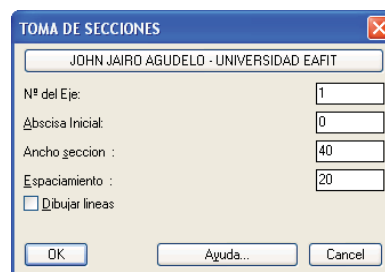 TOMA DE SECCIONES
JOHN JAIRO AGUDELO - UNIVERSIDAD EAFIT
Nº del Eje: 1
Abscisa Inicial: 0
Ancho seccion : 40
Espaciamiento : 20
Dibujar lineas
OK Ayuda... Cancel